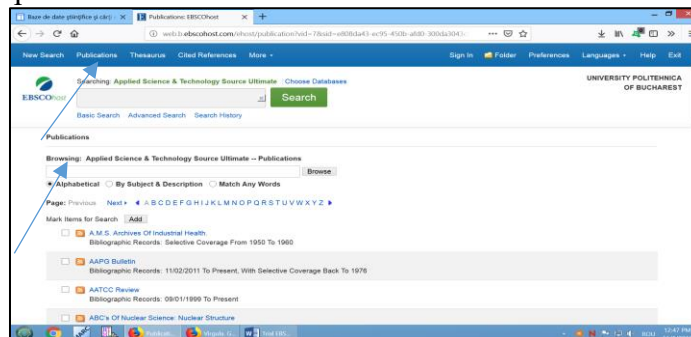 Baze de date științifice și cărți
Publications: EBSCOhost
web.b.ebscohost.com/ehost/publication?vid=7&sid=e808da43-ec95-450b-afd0-300da3042
New Search Publications Thesaurus Cited References More
Sign In Folder Preferences Languages Help Exit
Searching: Applied Science & Technology Source Ultimate Choose Databases
UNIVERSITY POLITEHNICA
OF BUCHAREST
EBSCOhost
Search
Basic Search Advanced Search Search History
Publications
Browsing: Applied Science & Technology Source Ultimate -- Publications
Browse
Alphabetical By Subject & Description Match Any Words
Page: Previous Next A B C D E F G H I J K L M N O P Q R S T U V W X Y Z
Mark Items for Search Add
A.M.S. Archives Of Industrial Health
Bibliographic Records: Selective Coverage From 1950 To 1960
AAPG Bulletin
Bibliographic Records: 11/02/2011 To Present, With Selective Coverage Back To 1976
AATCC Review
Bibliographic Records: 09/01/1999 To Present
ABC's Of Nuclear Science: Nuclear Structure
Publicati...
12:47 PM